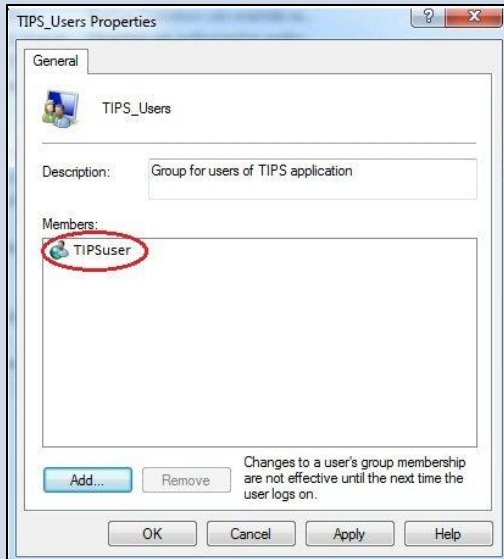 TIPS_Users Properties
?
X
General
TIPS_Users
Description:
Group for users of TIPS application
Members:
TIPSuser
Add...
Remove
Changes to a user's group membership
are not effective until the next time the
user logs on.
OK
Cancel
Apply
Help